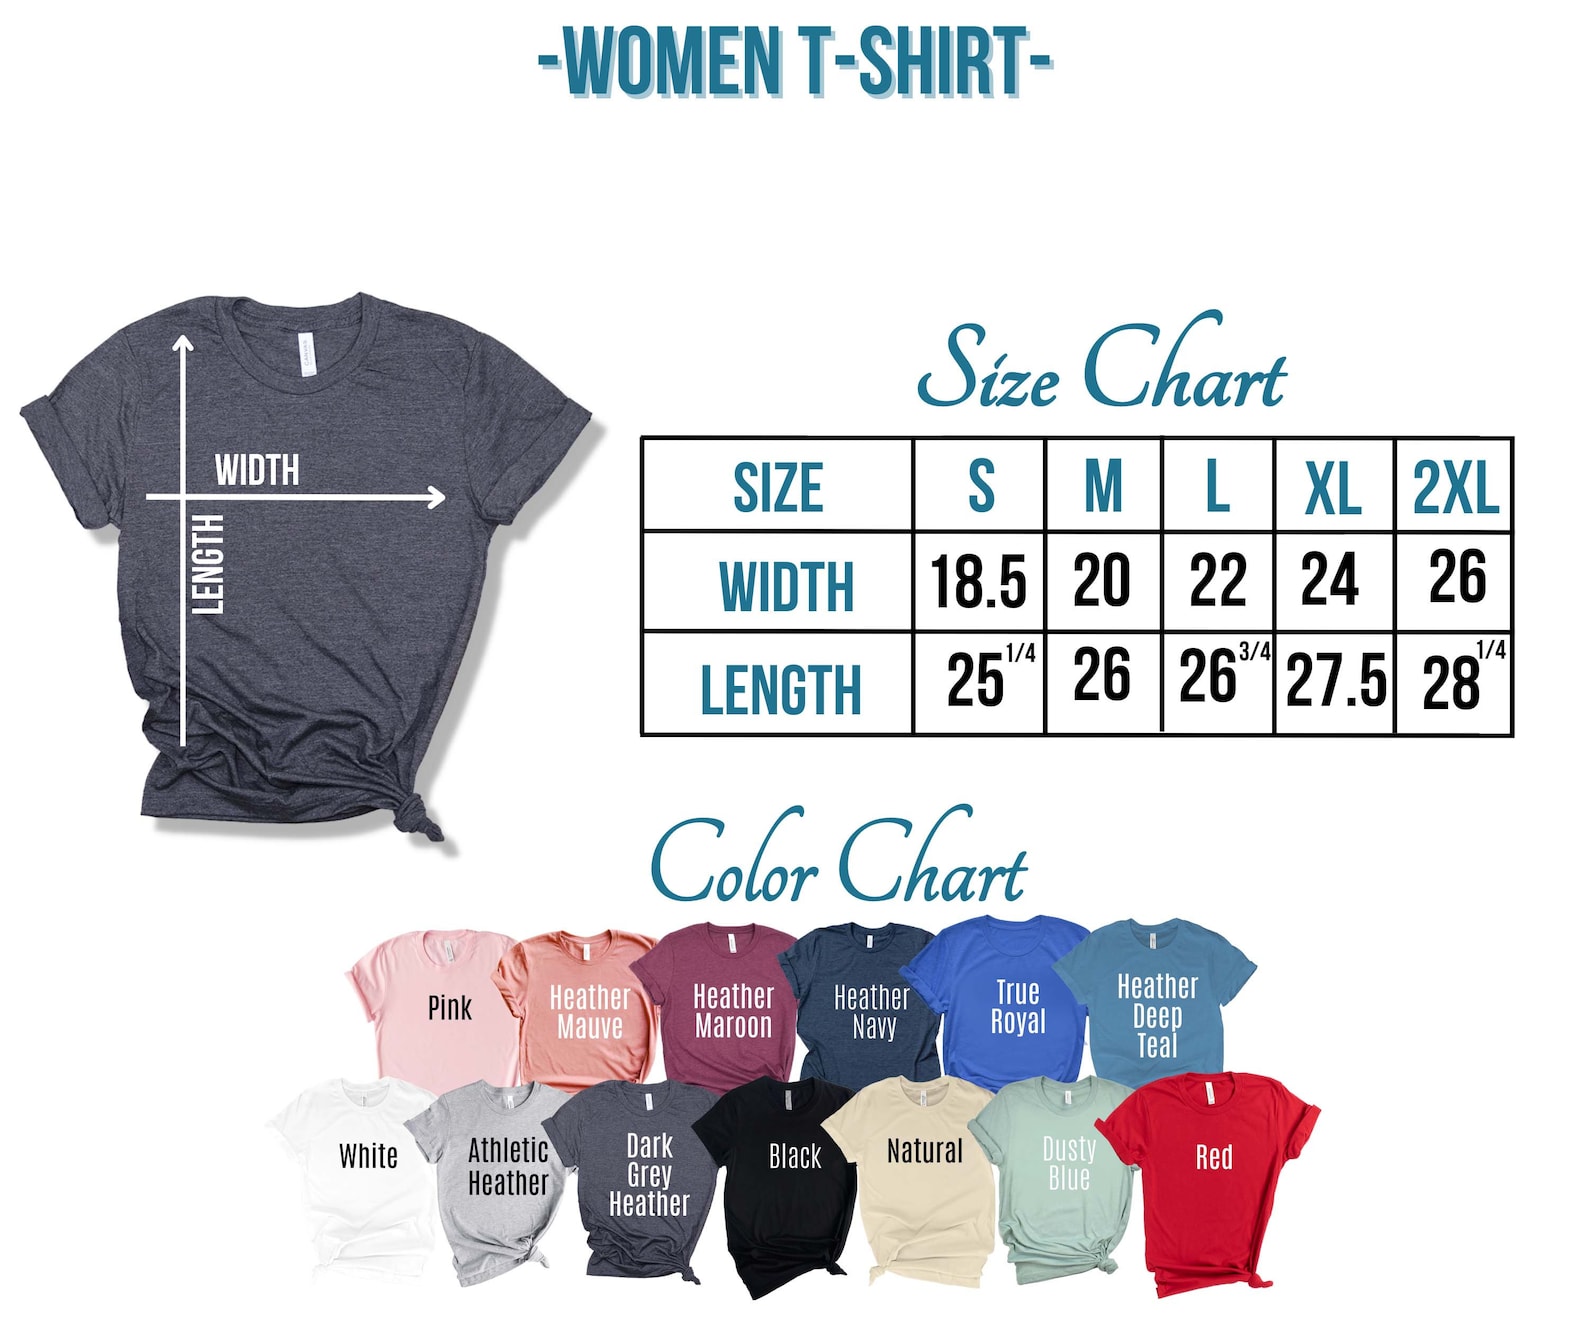 -WOMEN T-SHIRT-
WIDTH
LENGTH
Size Chart
SIZE S M L XL 2XL
WIDTH 18.5 20 22 24 26
LENGTH 25 1/4 26 26 3/4 27.5 28 1/4
Color Chart
Pink
Heather
Mauve
Heather
Maroon
Heather
Navy
True
Royal
Heather
Deep
Teal
White
Athletic
Heather
Dark
Grey
Heather
Black
Natural
Dusty
Blue
Red